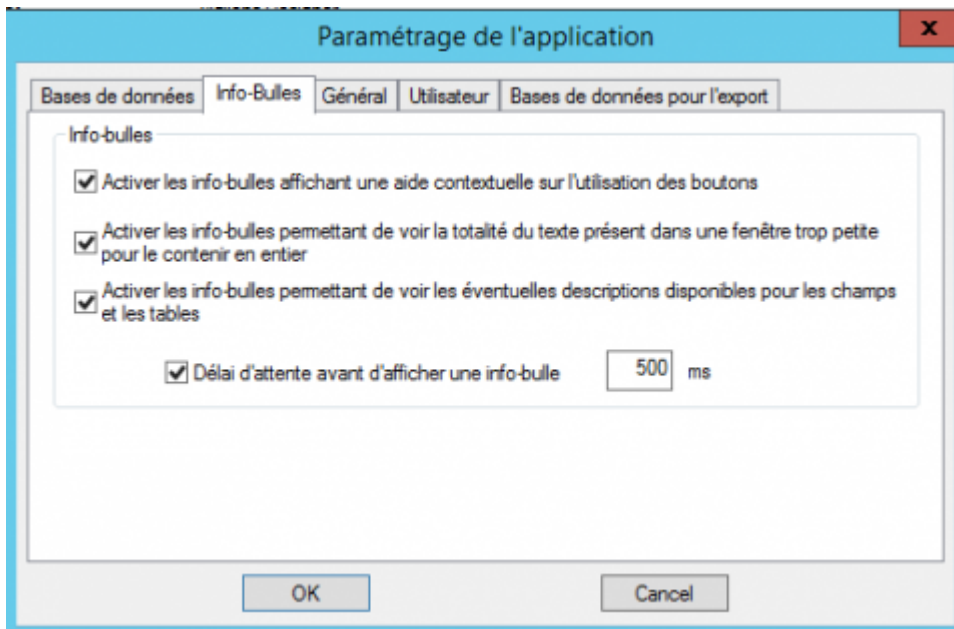 Paramétrage de l'application
x
Bases de données Info-Bulles Général Utilisateur Bases de données pour l'export
Info-bulles
Activer les info-bulles affichant une aide contextuelle sur l'utilisation des boutons
Activer les info-bulles permettant de voir la totalité du texte présent dans une fenêtre trop petite
pour le contenir en entier
Activer les info-bulles permettant de voir les éventuelles descriptions disponibles pour les champs
et les tables
Délai d'attente avant d'afficher une info-bulle 500 ms
OK Cancel